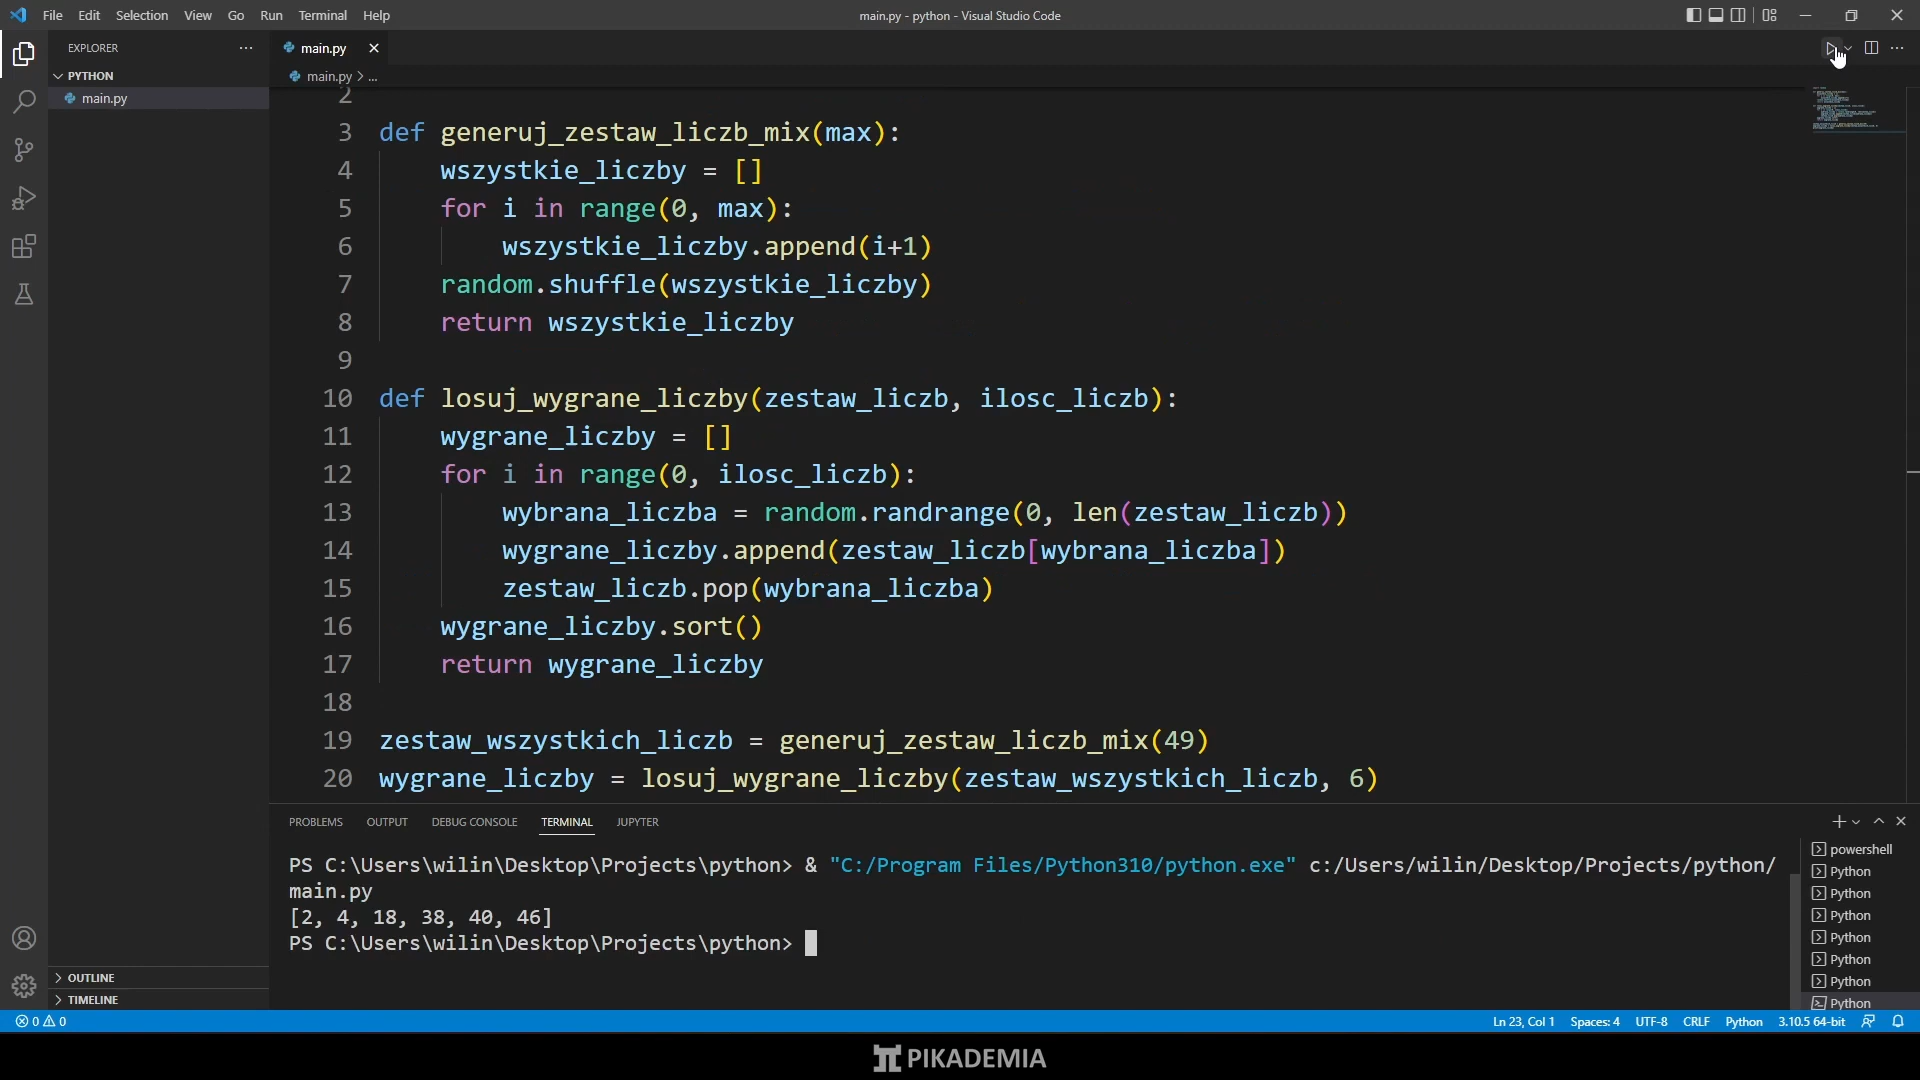 File Edit Selection View Go Run Terminal Help
main.py - python - Visual Studio Code
EXPLORER
PYTHON
main.py
main.py
main.py > ...
2
3 def generuj_zestaw_liczb_mix(max):
4 wszystkie_liczby = []
5 for i in range(0, max):
6 wszystkie_liczby.append(i+1)
7 random.shuffle(wszystkie_liczby)
8 return wszystkie_liczby
9
10 def losuj_wygrane_liczby(zestaw_liczb, ilosc_liczb):
11 wygrane_liczby = []
12 for i in range(0, ilosc_liczb):
13 wybrana_liczba = random.randrange(0, len(zestaw_liczb))
14 wygrane_liczby.append(zestaw_liczb[wybrana_liczba])
15 zestaw_liczb.pop(wybrana_liczba)
16 wygrane_liczby.sort()
17 return wygrane_liczby
18
19 zestaw_wszystkich_liczb = generuj_zestaw_liczb_mix(49)
20 wygrane_liczby = losuj_wygrane_liczby(zestaw_wszystkich_liczb, 6)
PROBLEMS OUTPUT DEBUG CONSOLE TERMINAL JUPYTER
PS C:\Users\wilin\Desktop\Projects\python> & "C:/Program Files/Python310/python.exe" c:/Users/wilin/Desktop/Projects/python/
main.py
[2, 4, 18, 38, 40, 46]
PS C:\Users\wilin\Desktop\Projects\python>
powershell
Python
Python
Python
Python
Python
Python
Python
OUTLINE
TIMELINE
0 0
Ln 23, Col 1 Spaces: 4 UTF-8 CRLF Python 3.10.5 64-bit
PIKADEMIA